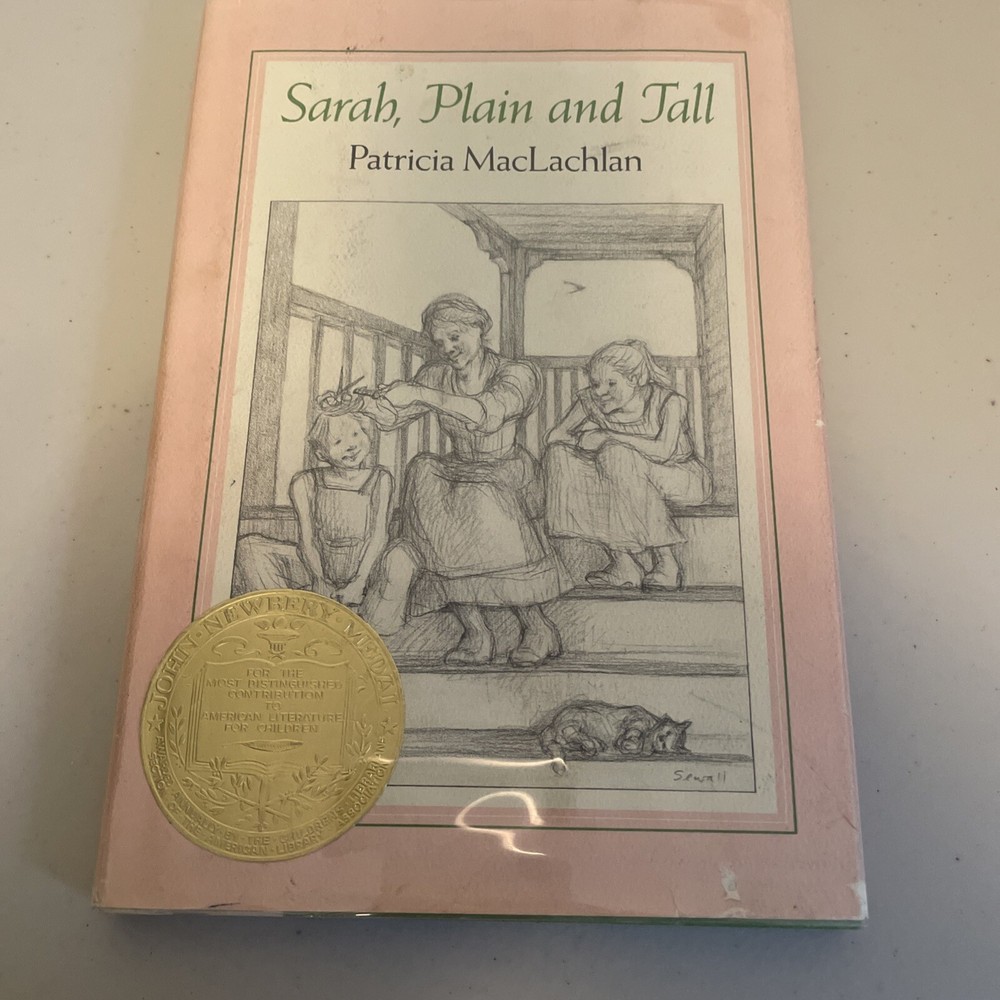 Sarah, Plain and Tall
Patricia MacLachlan
Sewall
JOHN · NEWBERY · MEDAL
FOR THE
MOST DISTINGUISHED
CONTRIBUTION
TO
AMERICAN LITERATURE
FOR CHILDREN